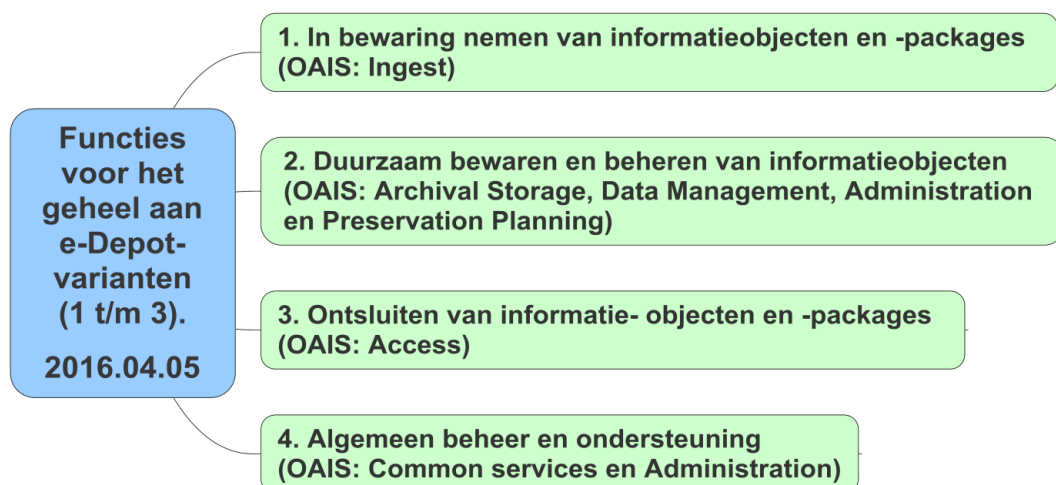 Functies
voor het
geheel aan
e-Depot-
varianten
(1 t/m 3).
2016.04.05
1. In bewaring nemen van informatieobjecten en -packages
(OAIS: Ingest)
2. Duurzaam bewaren en beheren van informatieobjecten
(OAIS: Archival Storage, Data Management, Administration
en Preservation Planning)
3. Ontsluiten van informatie- objecten en -packages
(OAIS: Access)
4. Algemeen beheer en ondersteuning
(OAIS: Common services en Administration)